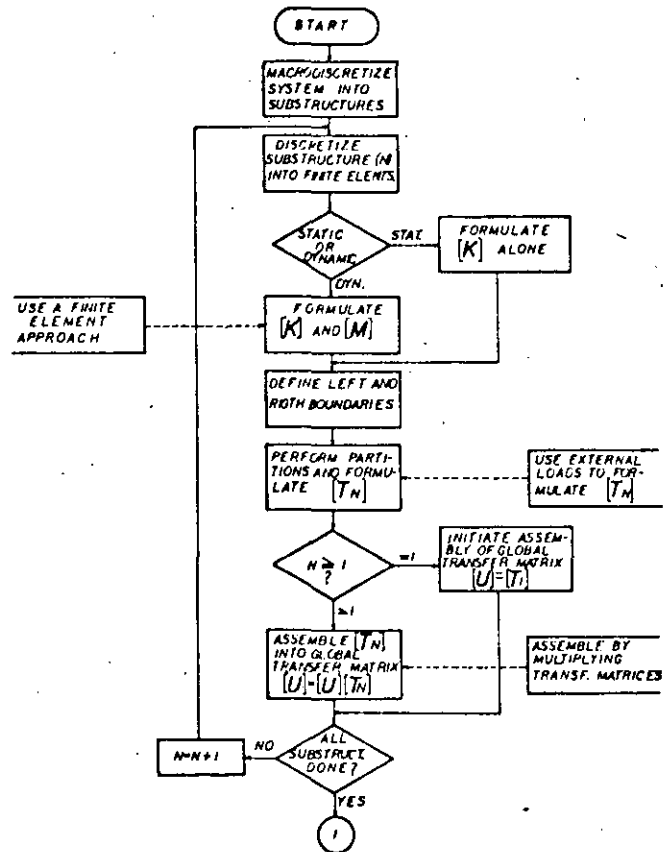 START
MACRODISCRETIZE
SYSTEM INTO
SUBSTRUCTURES
DISCRETIZE
SUBSTRUCTURE (N)
INTO FINITE ELENTS.
STATIC
OR
DYNAMIC
STAT.
FORMULATE
[K] ALONE
DYN.
USE A FINITE
ELEMENT
APPROACH
FORMULATE
[K] AND [M]
DEFINE LEFT AND
RIGTH BOUNDARIES
PERFORM PARTI-
TIONS AND FORMU-
LATE [TN]
USE EXTERNAL
LOADS TO FOR-
MULATE [TN]
N ≥ 1
?
=1
INITIATE ASSEM-
BLY OF GLOBAL
TRANSFER MATRIX
[U]=[T1]
>1
ASSEMBLE [TN]
INTO GLOBAL
TRANSFER MATRIX
[U]=[U][TN]
ASSEMBLE BY
MULTIPLYING
TRANSF. MATRICES
ALL
SUBSTRUCT.
DONE?
NO
N=N+1
YES
1